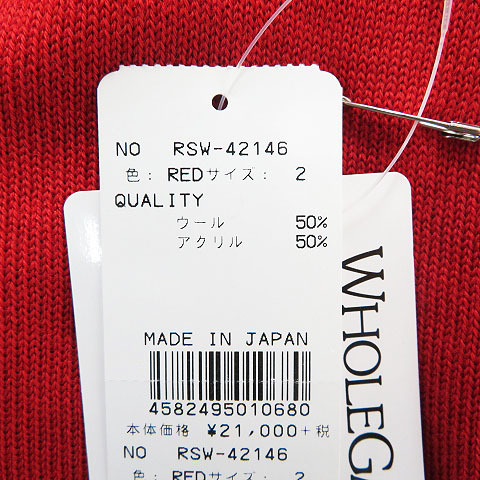 NO RSW-42146
色: REDサイズ: 2
QUALITY
ウール 50%
アクリル 50%
MADE IN JAPAN
4582495010680
本体価格 ¥21,000+税
NO RSW-42146
色: REDサイズ: 2
WHOLEGA